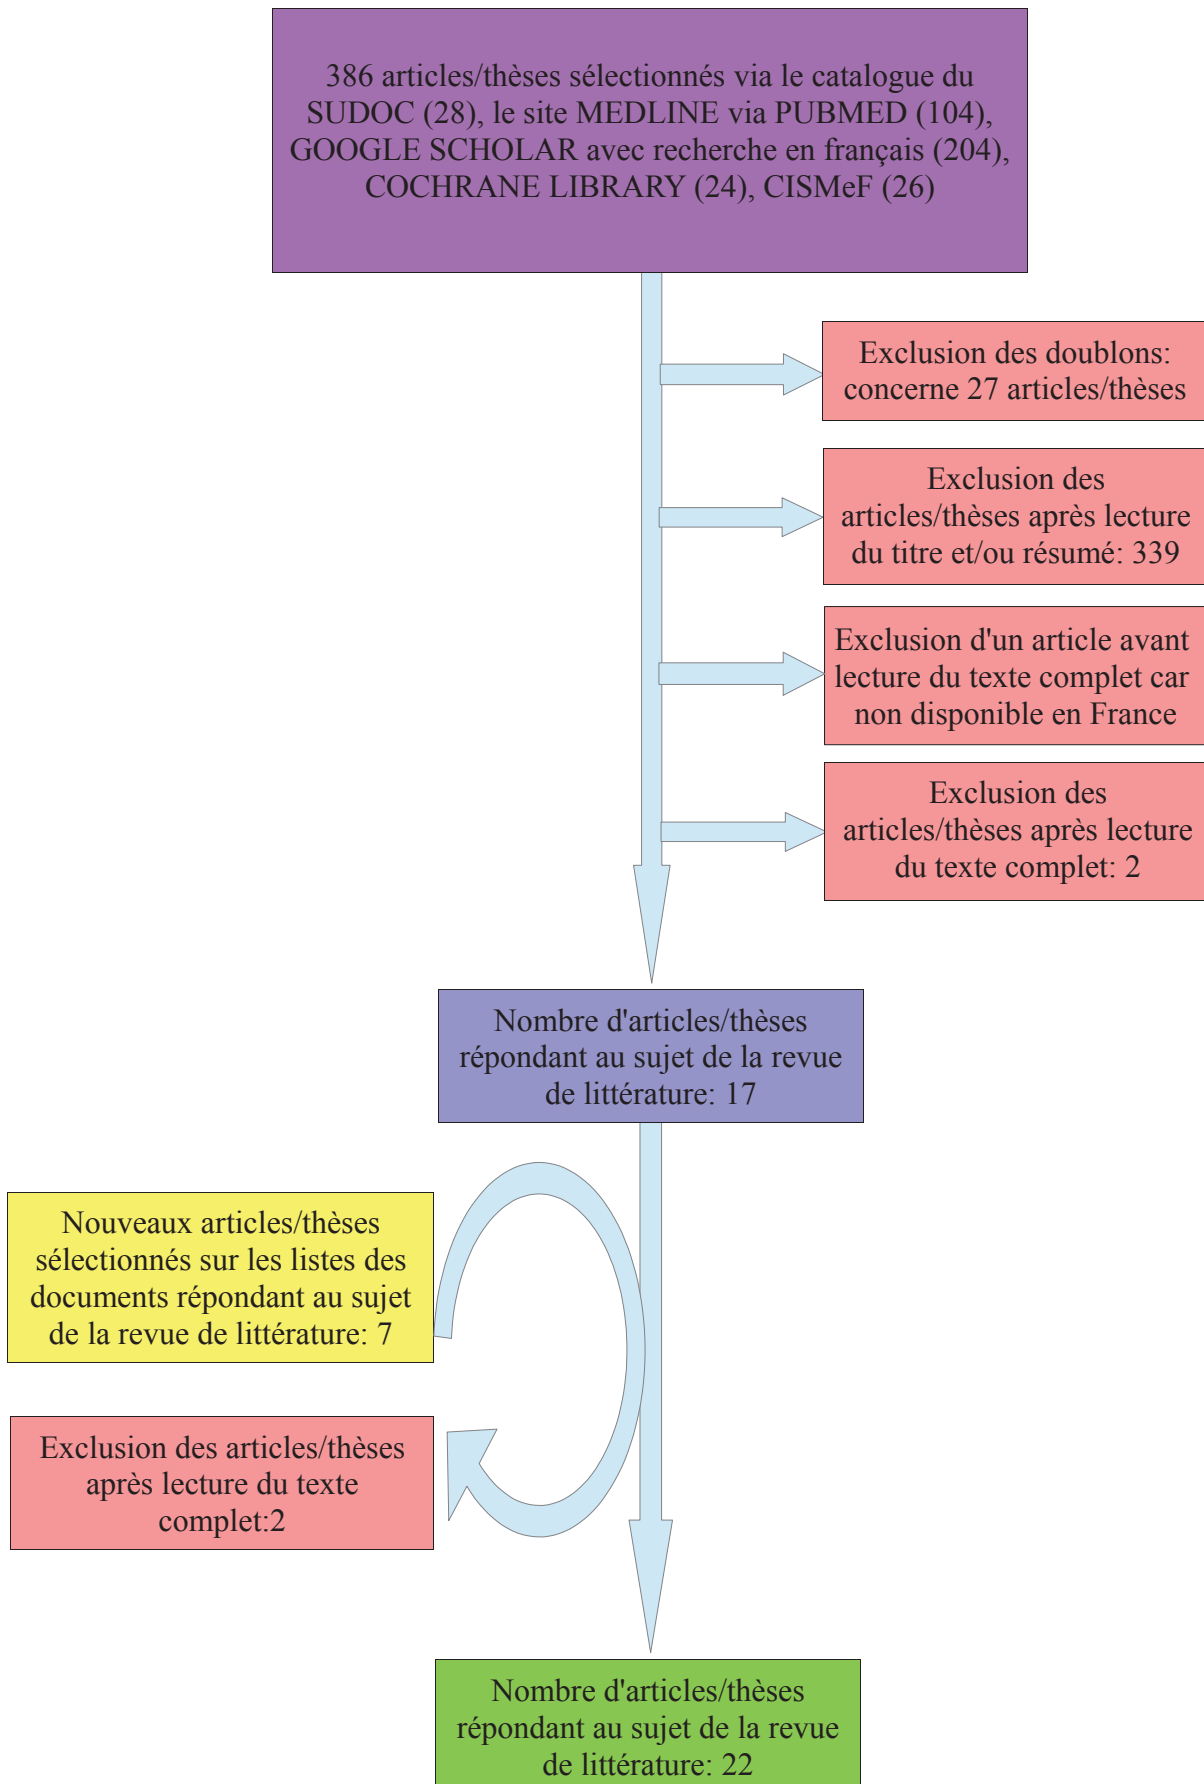 386 articles/thèses sélectionnés via le catalogue du
SUDOC (28), le site MEDLINE via PUBMED (104),
GOOGLE SCHOLAR avec recherche en français (204),
COCHRANE LIBRARY (24), CISMeF (26)
Exclusion des doublons:
concerne 27 articles/thèses
Exclusion des
articles/thèses après lecture
du titre et/ou résumé: 339
Exclusion d'un article avant
lecture du texte complet car
non disponible en France
Exclusion des
articles/thèses après lecture
du texte complet: 2
Nombre d'articles/thèses
répondant au sujet de la revue
de littérature: 17
Nouveaux articles/thèses
sélectionnés sur les listes des
documents répondant au sujet
de la revue de littérature: 7
Exclusion des articles/thèses
après lecture du texte
complet:2
Nombre d'articles/thèses
répondant au sujet de la revue
de littérature: 22